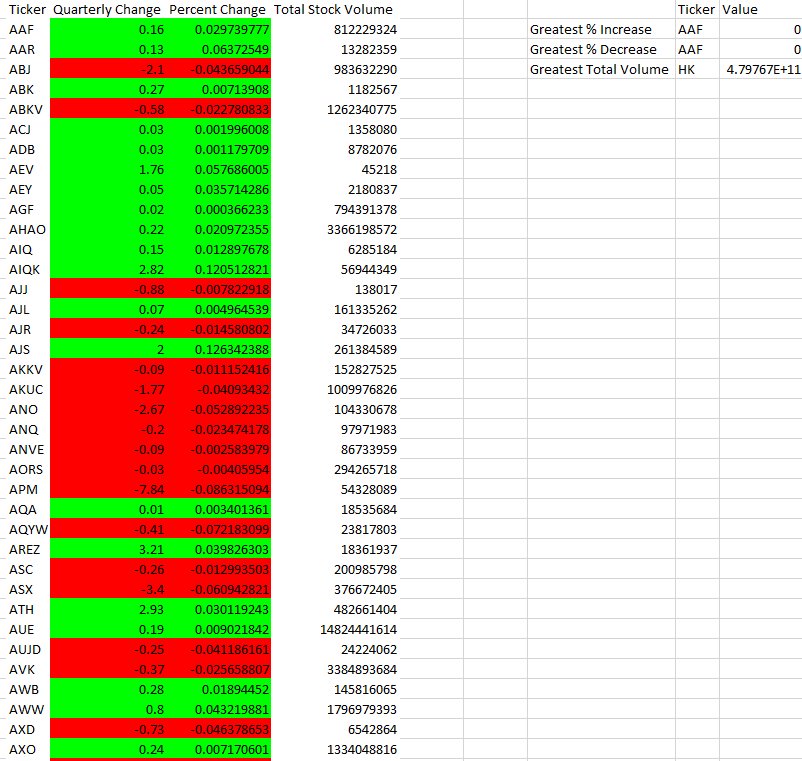 Ticker Quarterly Change Percent Change Total Stock Volume Ticker Value
AAF 0.16 0.029739777 812229324 Greatest % Increase AAF 0
AAR 0.13 0.06372549 13282359 Greatest % Decrease AAF 0
ABJ -2.1 -0.043659044 983632290 Greatest Total Volume HK 4.79767E+11
ABK 0.27 0.00713908 1182567
ABKV -0.58 -0.022780833 1262340775
ACJ 0.03 0.001996008 1358080
ADB 0.03 0.001179709 8782076
AEV 1.76 0.057686005 45218
AEY 0.05 0.035714286 2180837
AGF 0.02 0.000366233 794391378
AHAO 0.22 0.020972355 3366198572
AIQ 0.15 0.012897678 6285184
AIQK 2.82 0.120512821 56944349
AJJ -0.88 -0.007822918 138017
AJL 0.07 0.004964539 161335262
AJR -0.24 -0.014580802 34726033
AJS 2 0.126342388 261384589
AKKV -0.09 -0.011152416 152827525
AKUC -1.77 -0.04093432 1009976826
ANO -2.67 -0.052892235 104330678
ANQ -0.2 -0.023474178 97971983
ANVE -0.09 -0.002583979 86733959
AORS -0.03 -0.00405954 294265718
APM -7.84 -0.086315094 54328089
AQA 0.01 0.003401361 18535684
AQYW -0.41 -0.072183099 23817803
AREZ 3.21 0.039826303 18361937
ASC -0.26 -0.012993503 200985798
ASX -3.4 -0.060942821 376672405
ATH 2.93 0.030119243 482661404
AUE 0.19 0.009021842 14824441614
AUJD -0.25 -0.041186161 24224062
AVK -0.37 -0.025658807 3384893684
AWB 0.28 0.01894452 145816065
AWW 0.8 0.043219881 1796979393
AXD -0.73 -0.046378653 6542864
AXO 0.24 0.007170601 1334048816